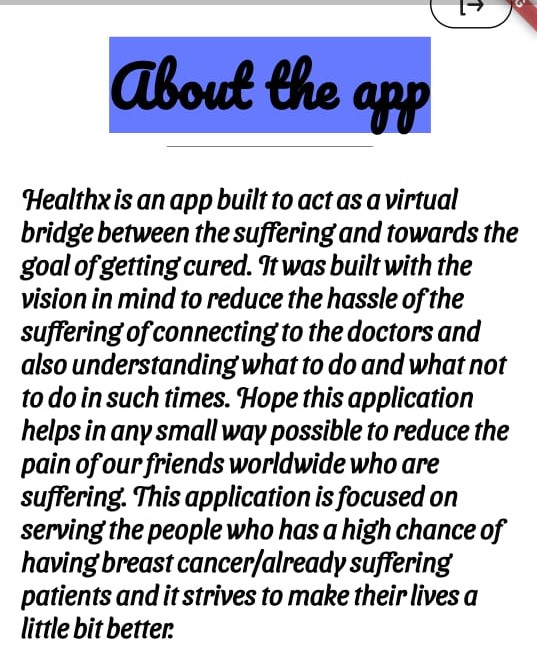 About the app
Healthx is an app built to act as a virtual
bridge between the suffering and towards the
goal of getting cured. It was built with the
vision in mind to reduce the hassle of the
suffering of connecting to the doctors and
also understanding what to do and what not
to do in such times. Hope this application
helps in any small way possible to reduce the
pain of our friends worldwide who are
suffering. This application is focused on
serving the people who has a high chance of
having breast cancer/already suffering
patients and it strives to make their lives a
little bit better.